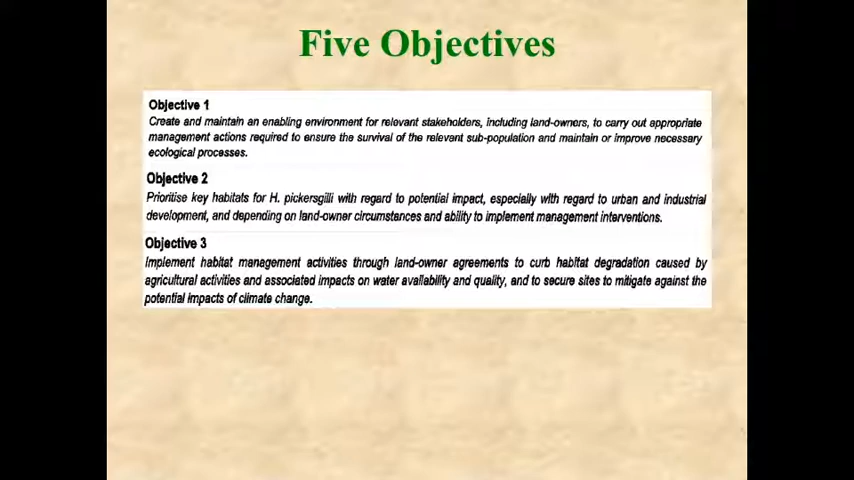 Five Objectives
Objective 1
Create and maintain an enabling environment for relevant stakeholders, including land-owners, to carry out appropriate
management actions required to ensure the survival of the relevant sub-population and maintain or improve necessary
ecological processes.
Objective 2
Prioritise key habitats for H. pickersgilli with regard to potential impact, especially with regard to urban and industrial
development, and depending on land-owner circumstances and ability to implement management interventions.
Objective 3
Implement habitat management activities through land-owner agreements to curb habitat degradation caused by
agricultural activities and associated impacts on water availability and quality, and to secure sites to mitigate against the
potential impacts of climate change.